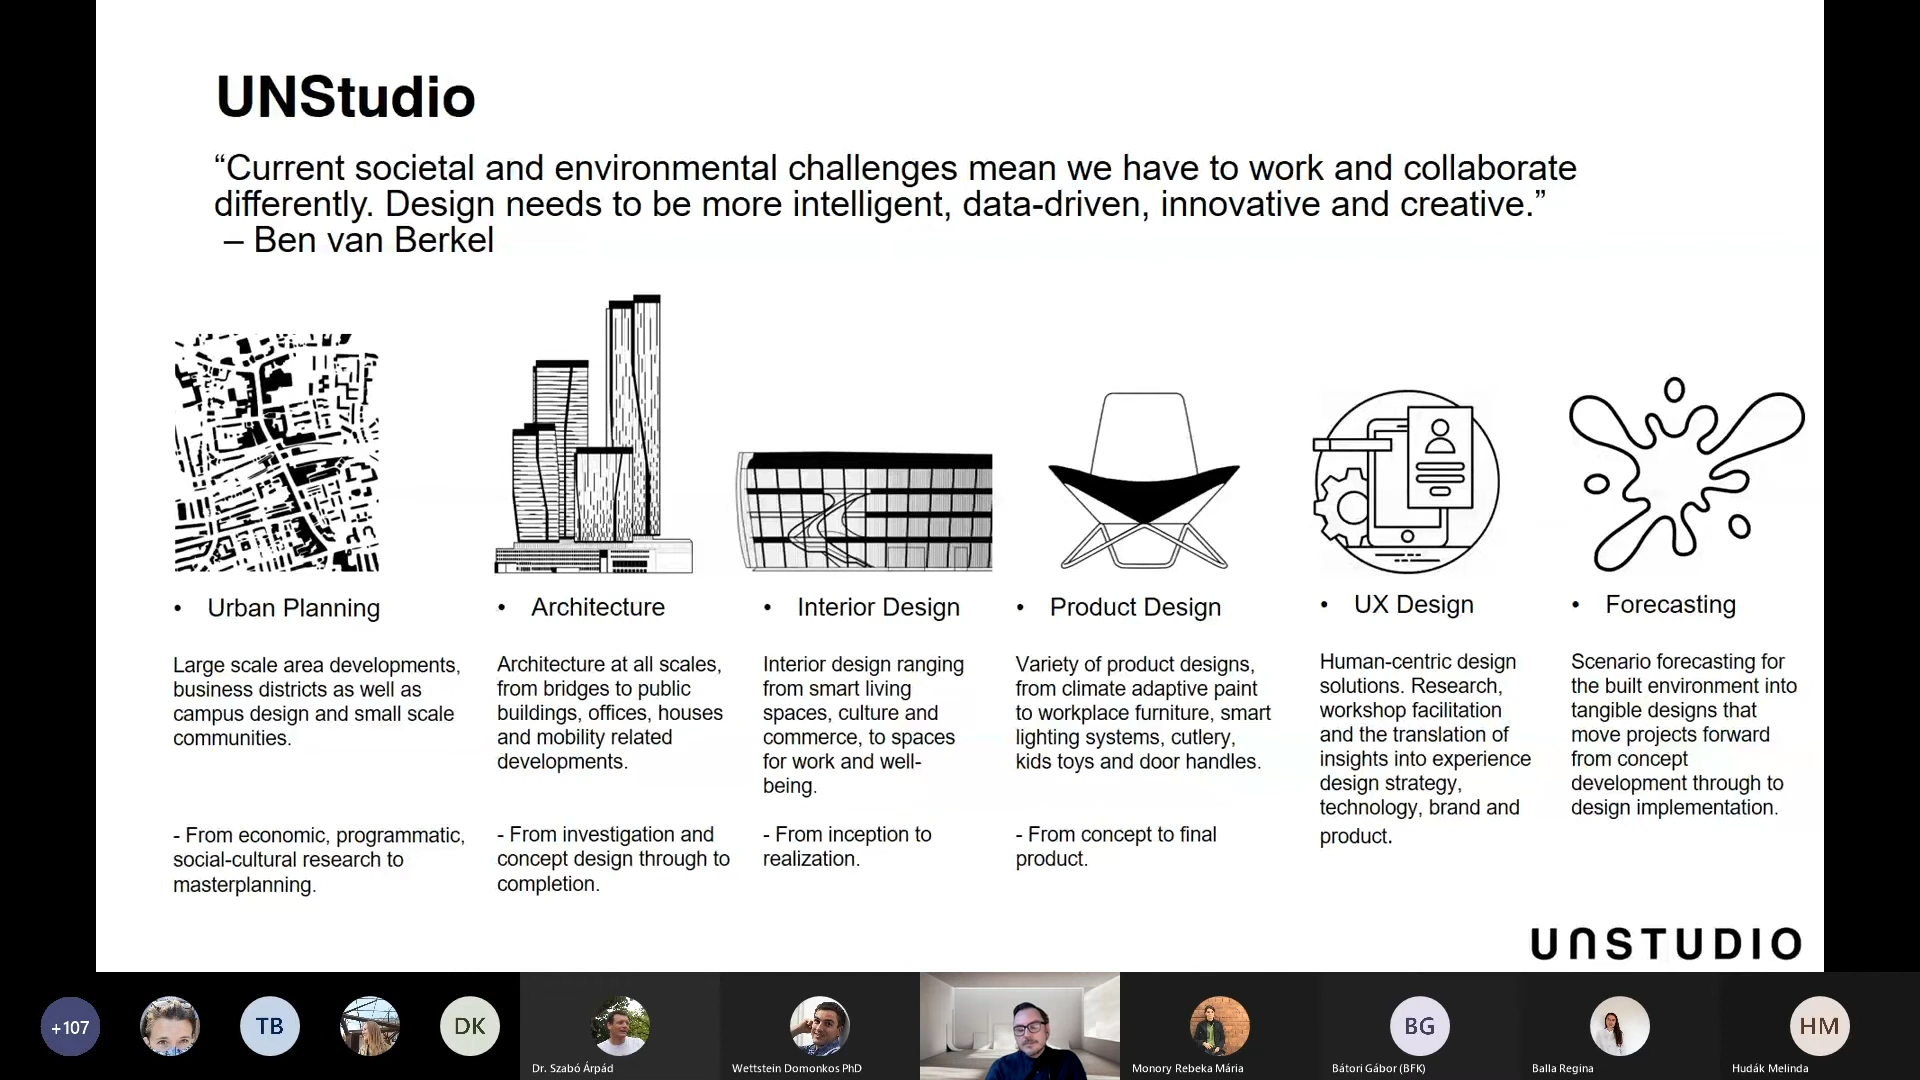 UNStudio
“Current societal and environmental challenges mean we have to work and collaborate
differently. Design needs to be more intelligent, data-driven, innovative and creative.”
– Ben van Berkel
• Urban Planning
Large scale area developments,
business districts as well as
campus design and small scale
communities.
- From economic, programmatic,
social-cultural research to
masterplanning.
• Architecture
Architecture at all scales,
from bridges to public
buildings, offices, houses
and mobility related
developments.
- From investigation and
concept design through to
completion.
• Interior Design
Interior design ranging
from smart living
spaces, culture and
commerce, to spaces
for work and well-
being.
- From inception to
realization.
• Product Design
Variety of product designs,
from climate adaptive paint
to workplace furniture, smart
lighting systems, cutlery,
kids toys and door handles.
- From concept to final
product.
• UX Design
Human-centric design
solutions. Research,
workshop facilitation
and the translation of
insights into experience
design strategy,
technology, brand and
product.
• Forecasting
Scenario forecasting for
the built environment into
tangible designs that
move projects forward
from concept
development through to
design implementation.
UNSTUDIO
+107
TB
DK
Dr. Szabó Árpád
Wettstein Domonkos PhD
Monory Rebeka Mária
BG
Bátori Gábor (BFK)
Balla Regina
HM
Hudák Melinda